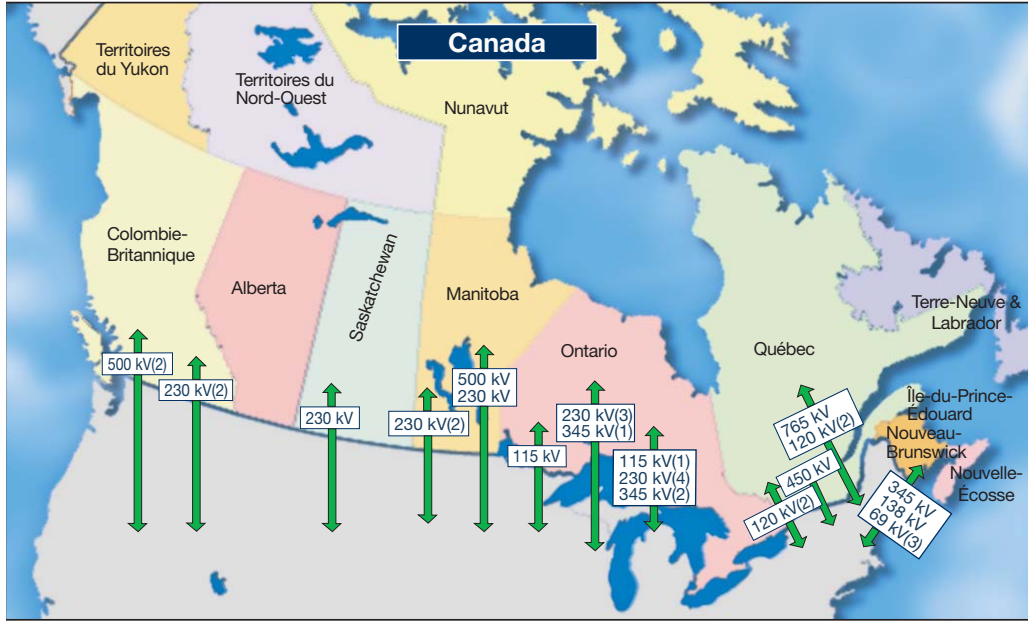 Canada
Territoires
du Yukon
Territoires du
Nord-Ouest
Nunavut
Colombie-
Britannique
Alberta
Saskatchewan
Manitoba
Ontario
Québec
Terre-Neuve &
Labrador
Île-du-Prince-
Édouard
Nouveau-
Brunswick
Nouvelle-
Écosse
500 kV(2)
230 kV(2)
230 kV
230 kV(2)
500 kV
230 kV
115 kV
230 kV(3)
345 kV(1)
115 kV(1)
230 kV(4)
345 kV(2)
120 kV(2)
450 kV
765 kV
120 kV(2)
345 kV
138 kV
69 kV(3)